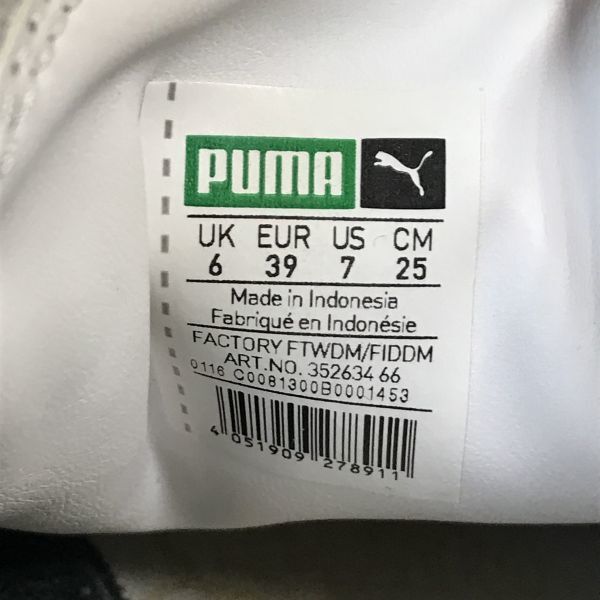 PUMA
UK EUR US CM
6 39 7 25
Made in Indonesia
Fabriqué en Indonésie
FACTORY FTWDM/FIDDM
ART.NO. 352634 66
0116 C0081300B0001453
4 051909 278911